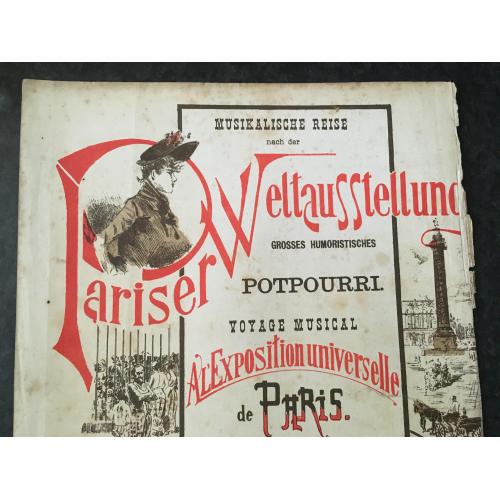 MUSIKALISCHE REISE
nach der
Pariser Weltausstellung
GROSSES HUMORISTISCHES
POTPOURRI.
VOYAGE MUSICAL
À L'EXPOSITION universelle
de PARIS.